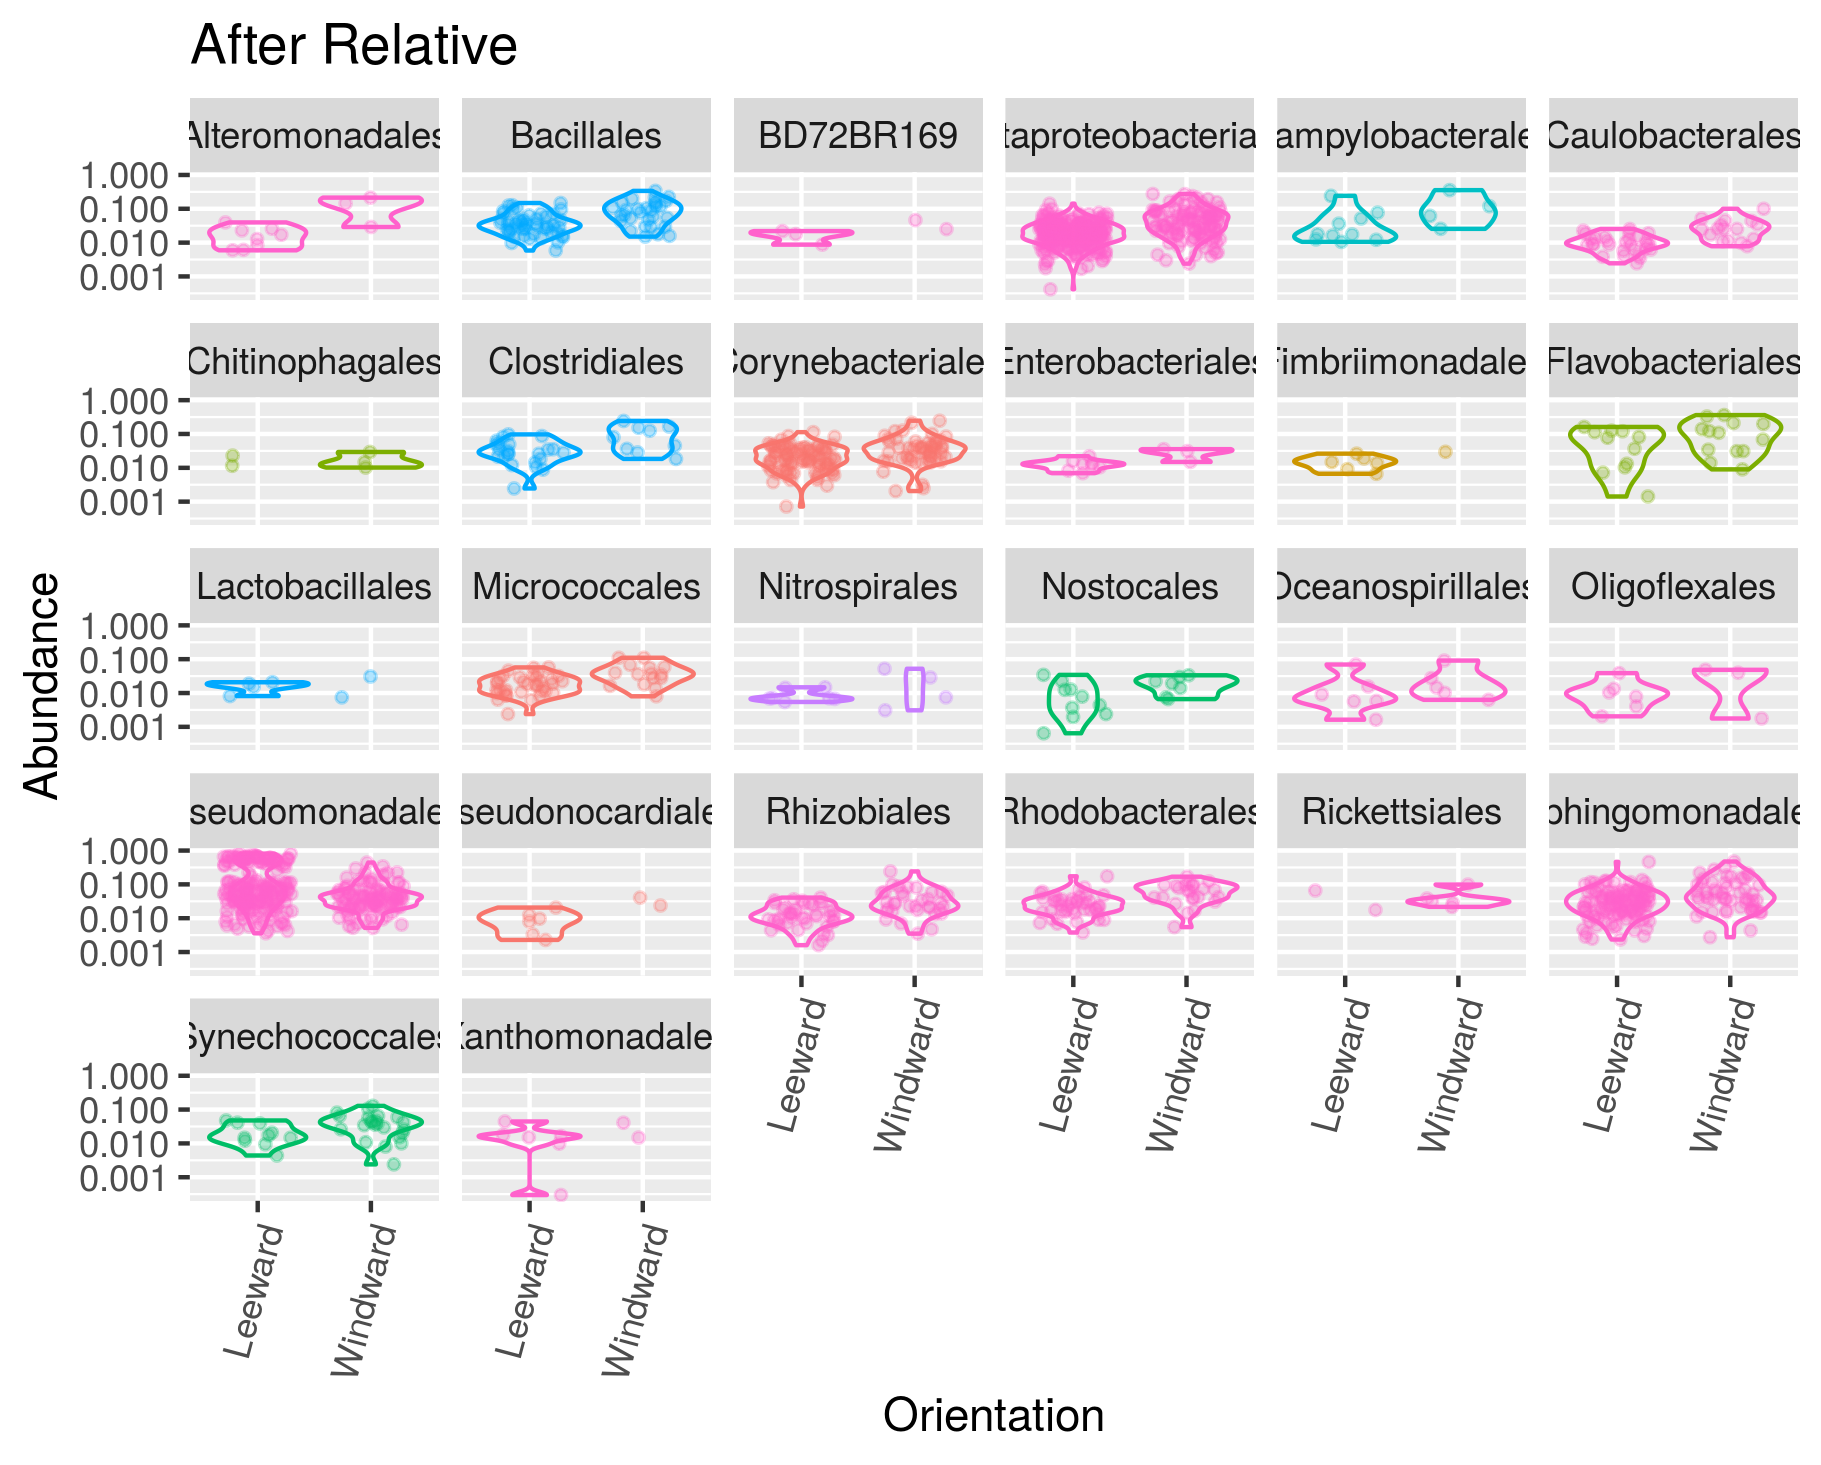 After Relative
Alteromonadales Bacillales BD72BR169 taproteobacteria ampylobacterale Caulobacterales
1.000
0.100
0.010
0.001
Chitinophagales Clostridiales Corynebacteriale Enterobacteriales imbriimonadale Flavobacteriales
1.000
0.100
0.010
0.001
Lactobacillales Micrococcales Nitrospirales Nostocales Oceanospirillales Oligoflexales
1.000
0.100
0.010
0.001
seudomonadale seudonocardiale Rhizobiales Rhodobacterales Rickettsiales phingomonadale
1.000
0.100
0.010
0.001
Synechococcales Xanthomonadale
1.000
0.100
0.010
0.001
Leeward Windward Leeward Windward Leeward Windward
Leeward Windward Leeward Windward Leeward Windward
Abundance
Orientation